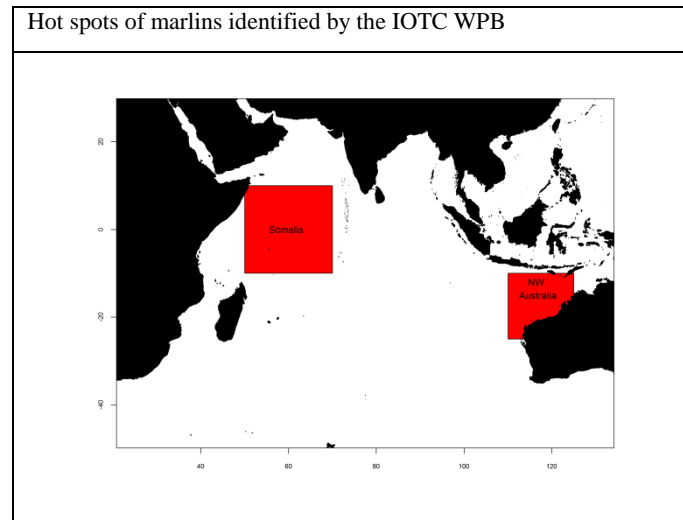 Hot spots of marlins identified by the IOTC WPB
20
0
-20
-40
Somalia
NW
Australia
40
60
80
100
120